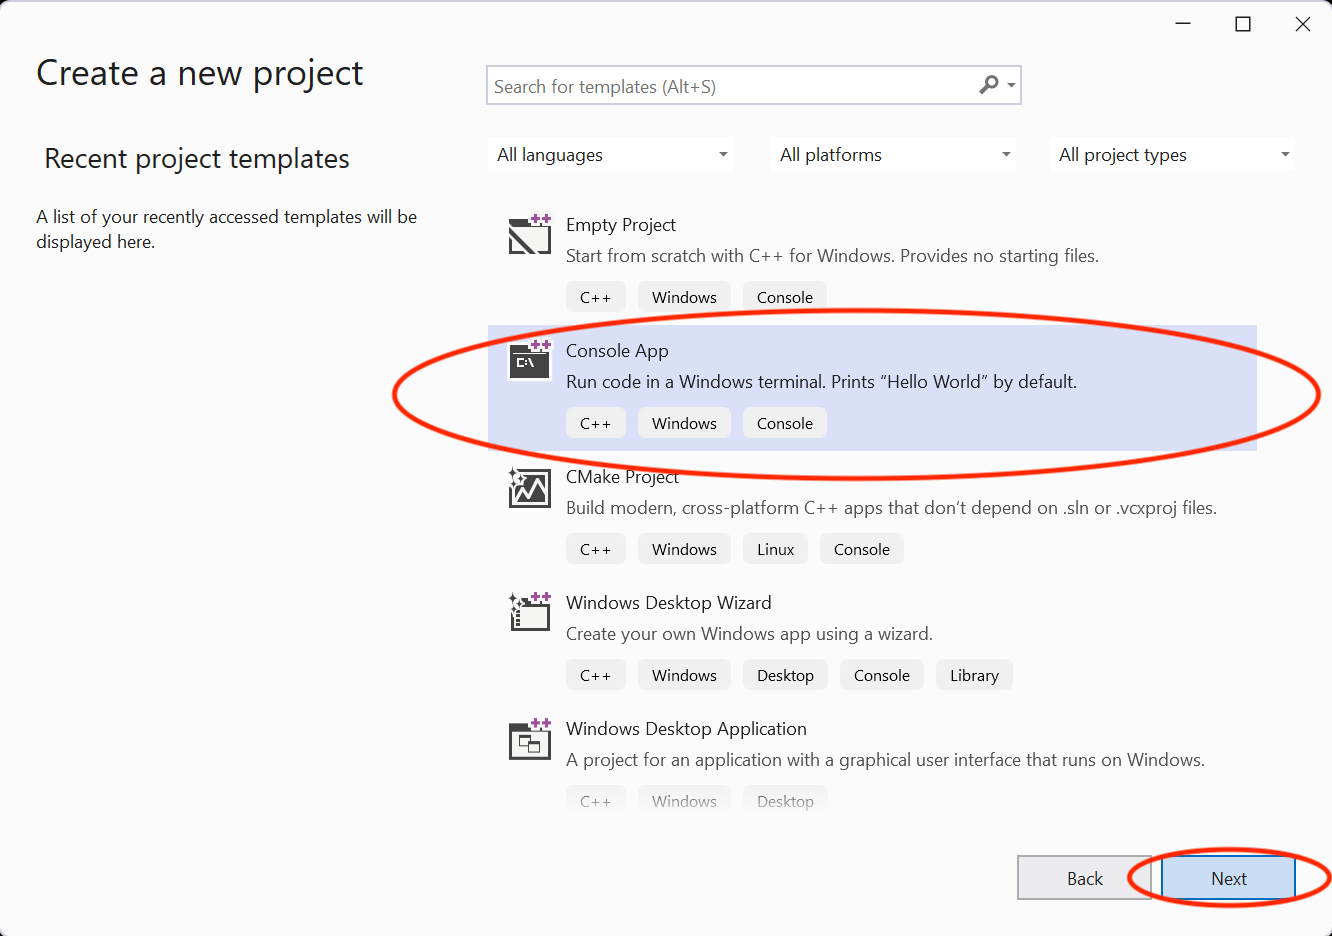 Create a new project
Search for templates (Alt+S)
Recent project templates
A list of your recently accessed templates will be
displayed here.
All languages
All platforms
All project types
Empty Project
Start from scratch with C++ for Windows. Provides no starting files.
C++ Windows Console
Console App
C:\
Run code in a Windows terminal. Prints “Hello World” by default.
C++ Windows Console
CMake Project
Build modern, cross-platform C++ apps that don’t depend on .sln or .vcxproj files.
C++ Windows Linux Console
Windows Desktop Wizard
Create your own Windows app using a wizard.
C++ Windows Desktop Console Library
Windows Desktop Application
A project for an application with a graphical user interface that runs on Windows.
C++ Windows Desktop
Back
Next